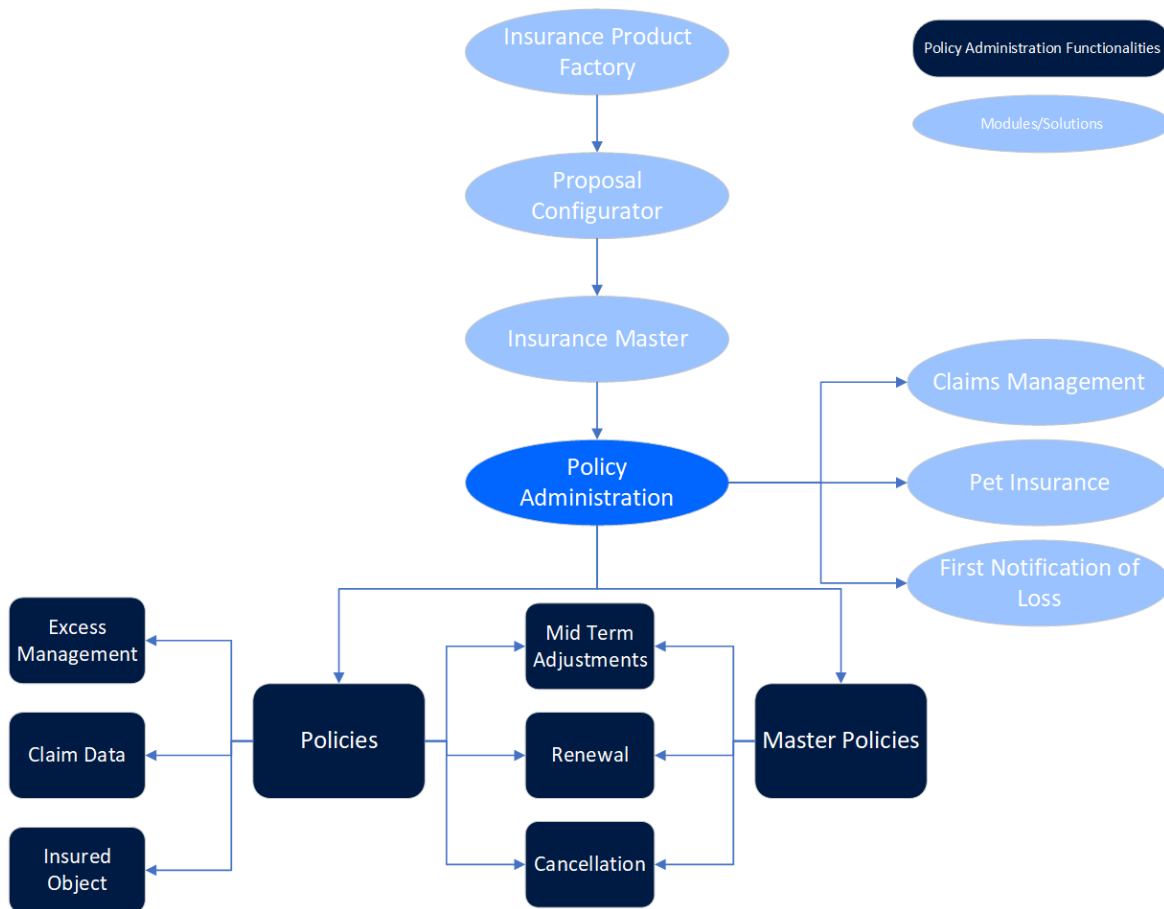 Insurance Product
Factory
Policy Administration Functionalities
Modules/Solutions
Proposal
Configurator
Insurance Master
Claims Management
Policy
Administration
Pet Insurance
First Notification of
Loss
Excess
Management
Mid Term
Adjustments
Claim Data
Policies
Renewal
Master Policies
Insured
Object
Cancellation